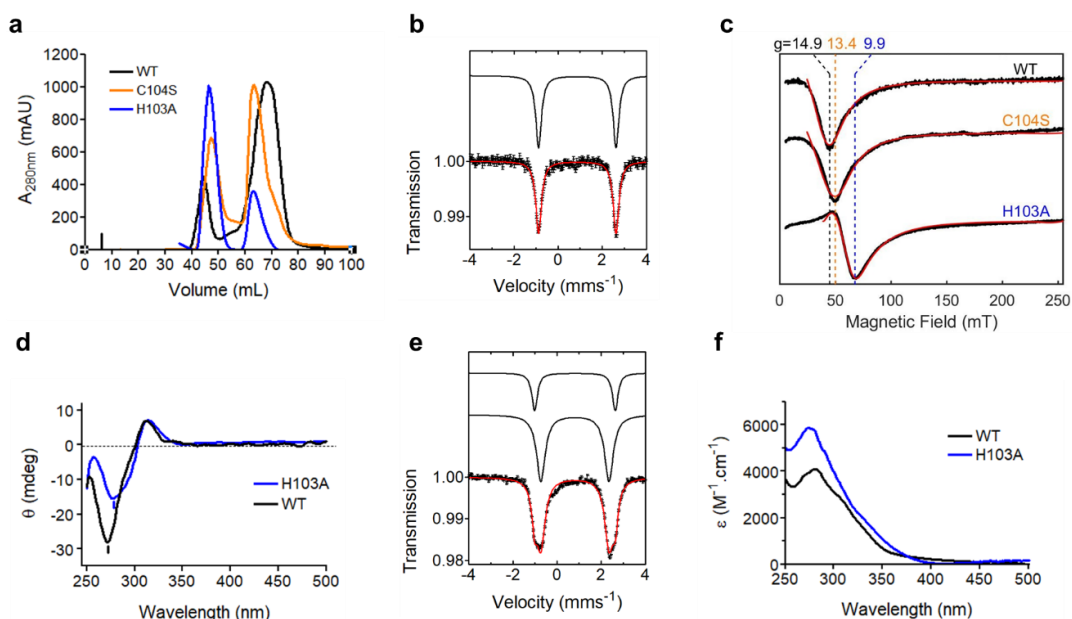 a
1200
1000
800
600
400
200
0
A280nm (mAU)
WT
C104S
H103A
0 10 20 30 40 50 60 70 80 90 100
Volume (mL)
b
1.00
0.99
Transmission
-4 -2 0 2 4
Velocity (mms-1)
c
g=14.9 13.4 9.9
WT
C104S
H103A
0 50 100 150 200 250
Magnetic Field (mT)
d
10
0
-10
-20
-30
θ (mdeg)
H103A
WT
250 300 350 400 450 500
Wavelength (nm)
e
1.00
0.99
0.98
Transmission
-4 -2 0 2 4
Velocity (mms-1)
f
6000
4000
2000
0
ε (M-1.cm-1)
WT
H103A
250 300 350 400 450 500
Wavelength (nm)